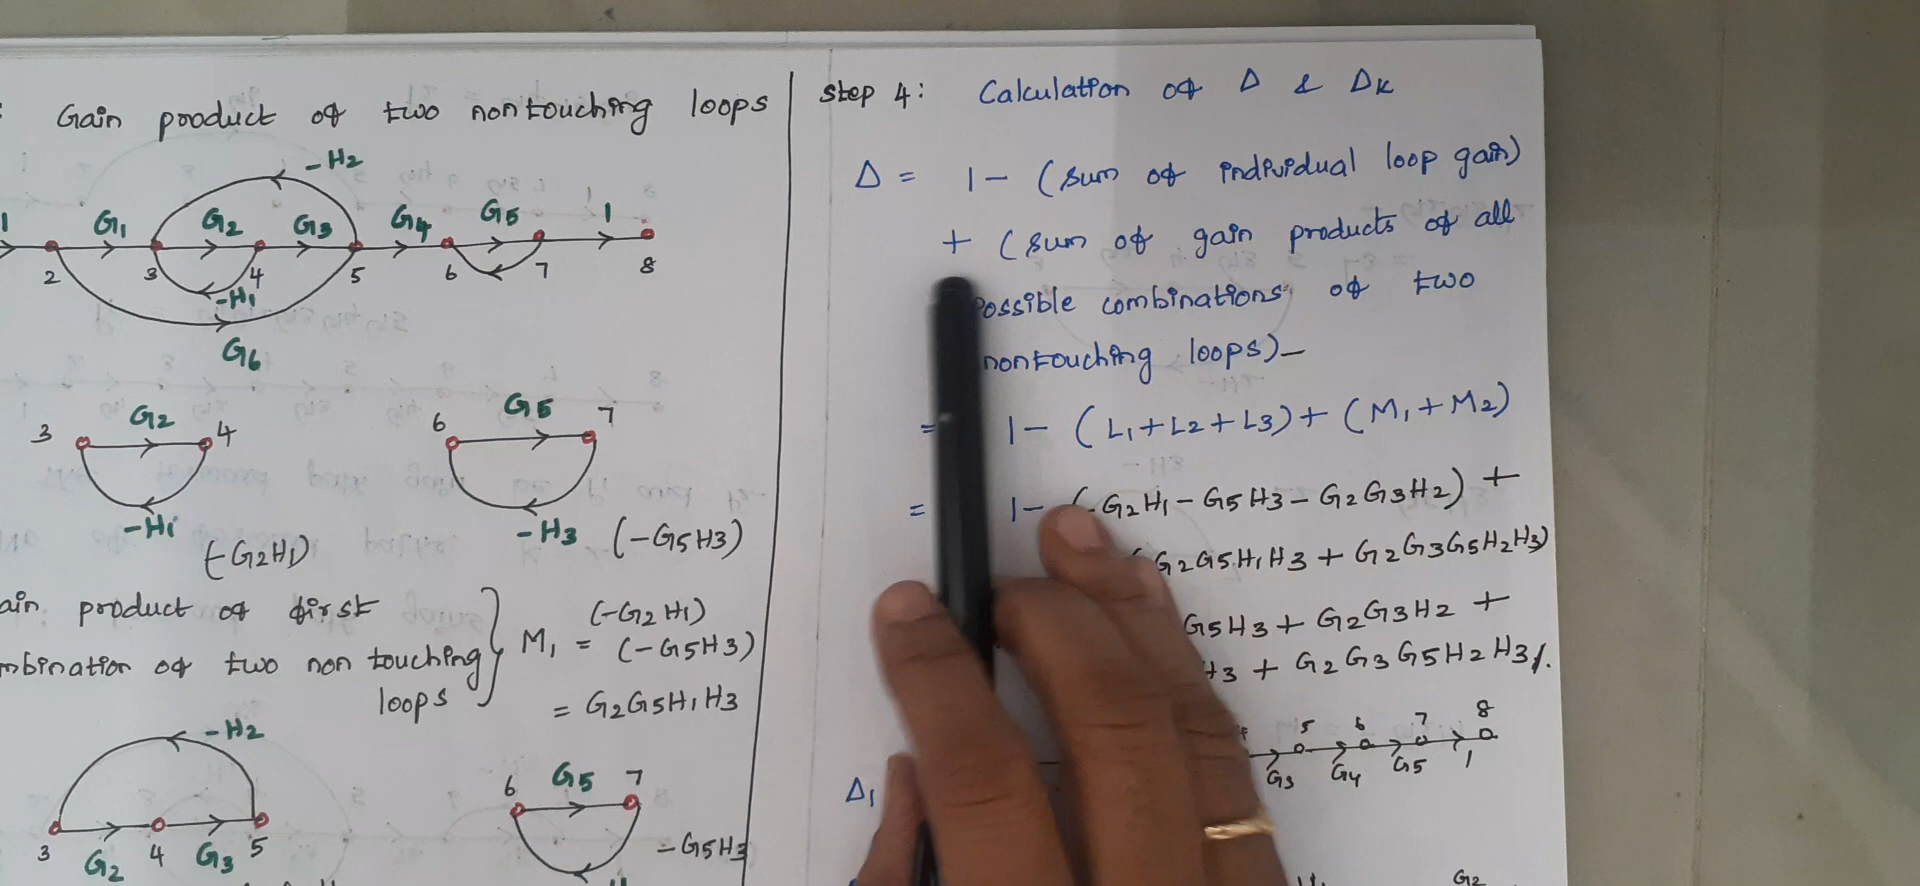 Gain product of two nontouching loops
-H2
1 G1 G2 G3 G4 G5 1
2 3 4 5 6 7 8
-H1
G6
3 G2 4
-H1
(-G2H1)
6 G5 7
-H3 (-G5H3)
ain product of first
mbination of two non touching
loops
M1 = (-G2H1)
(-G5H3)
= G2G5H1H3
-H2
3 G2 4 G3 5
6 G5 7
-G5H3
Step 4: Calculation of Δ & ΔK
Δ = 1 - (sum of individual loop gain)
+ (sum of gain products of all
possible combinations of two
nontouching loops) -
= 1 - (L1+L2+L3) + (M1+M2)
= 1 - (-G2H1 - G5H3 - G2G3H2) +
(G2G5H1H3 + G2G3G5H2H3)
G5H3 + G2G3H2 +
H3 + G2G3G5H2H3
5 6 7 8
G3 G4 G5 1
Δ1
G2